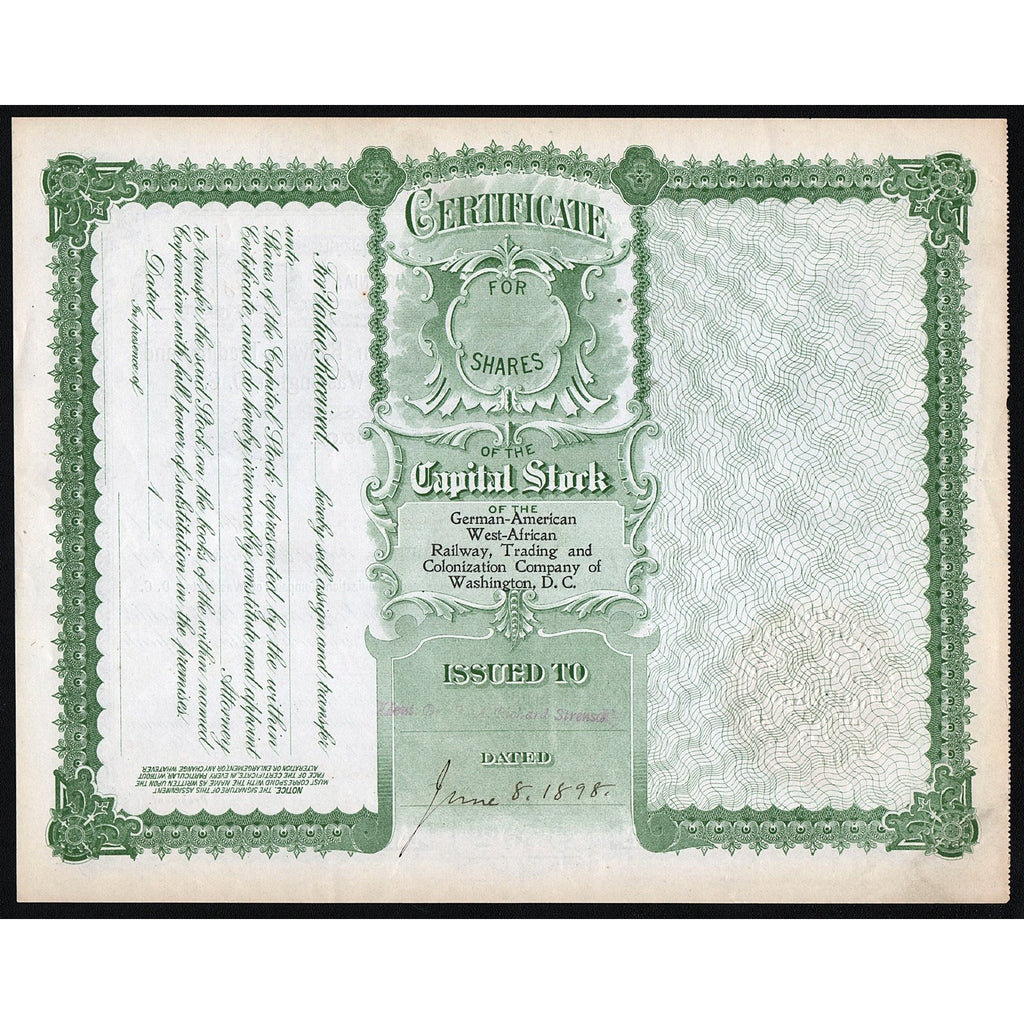 CERTIFICATE
FOR
SHARES
OF THE
Capital Stock
OF THE
German-American
West-African
Railway, Trading and
Colonization Company of
Washington, D. C.
ISSUED TO
Richard
DATED
June 8. 1898.
For Value Received, hereby sell, assign and transfer
unto
Shares of the Capital Stock represented by the within
Certificate, and do hereby irrevocably constitute and appoint
Attorney
to transfer the said Stock on the books of the within named
Corporation with full power of substitution in the premises.
Dated 1
In presence of
NOTICE. THE SIGNATURE OF THIS ASSIGNMENT
MUST CORRESPOND WITH THE NAME AS WRITTEN UPON THE
FACE OF THE CERTIFICATE, IN EVERY PARTICULAR, WITHOUT
ALTERATION OR ENLARGEMENT, OR ANY CHANGE WHATEVER.